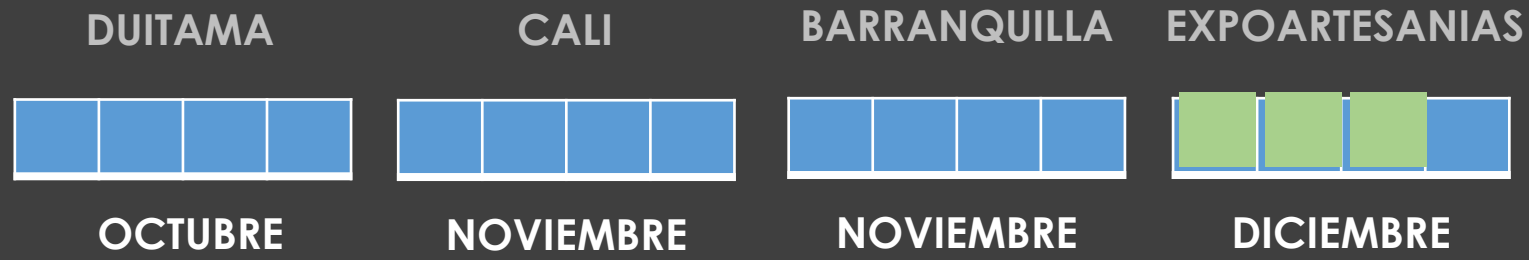 DUITAMA CALI BARRANQUILLA EXPOARTESANIAS
OCTUBRE NOVIEMBRE NOVIEMBRE DICIEMBRE